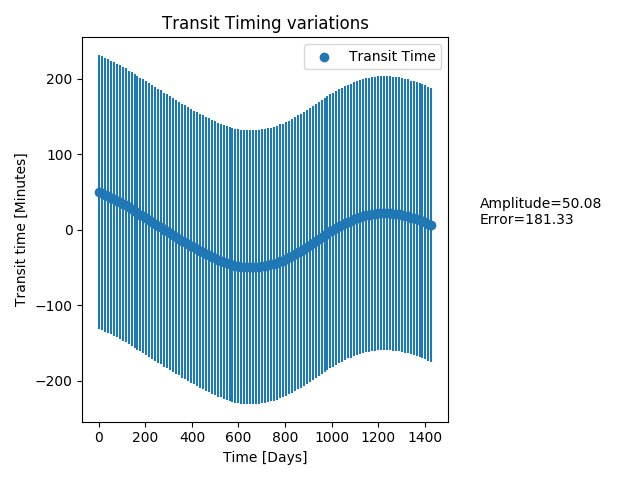 Transit Timing variations
Transit Time
200
100
0
−100
−200
Transit time [Minutes]
Amplitude=50.08
Error=181.33
0 200 400 600 800 1000 1200 1400
Time [Days]